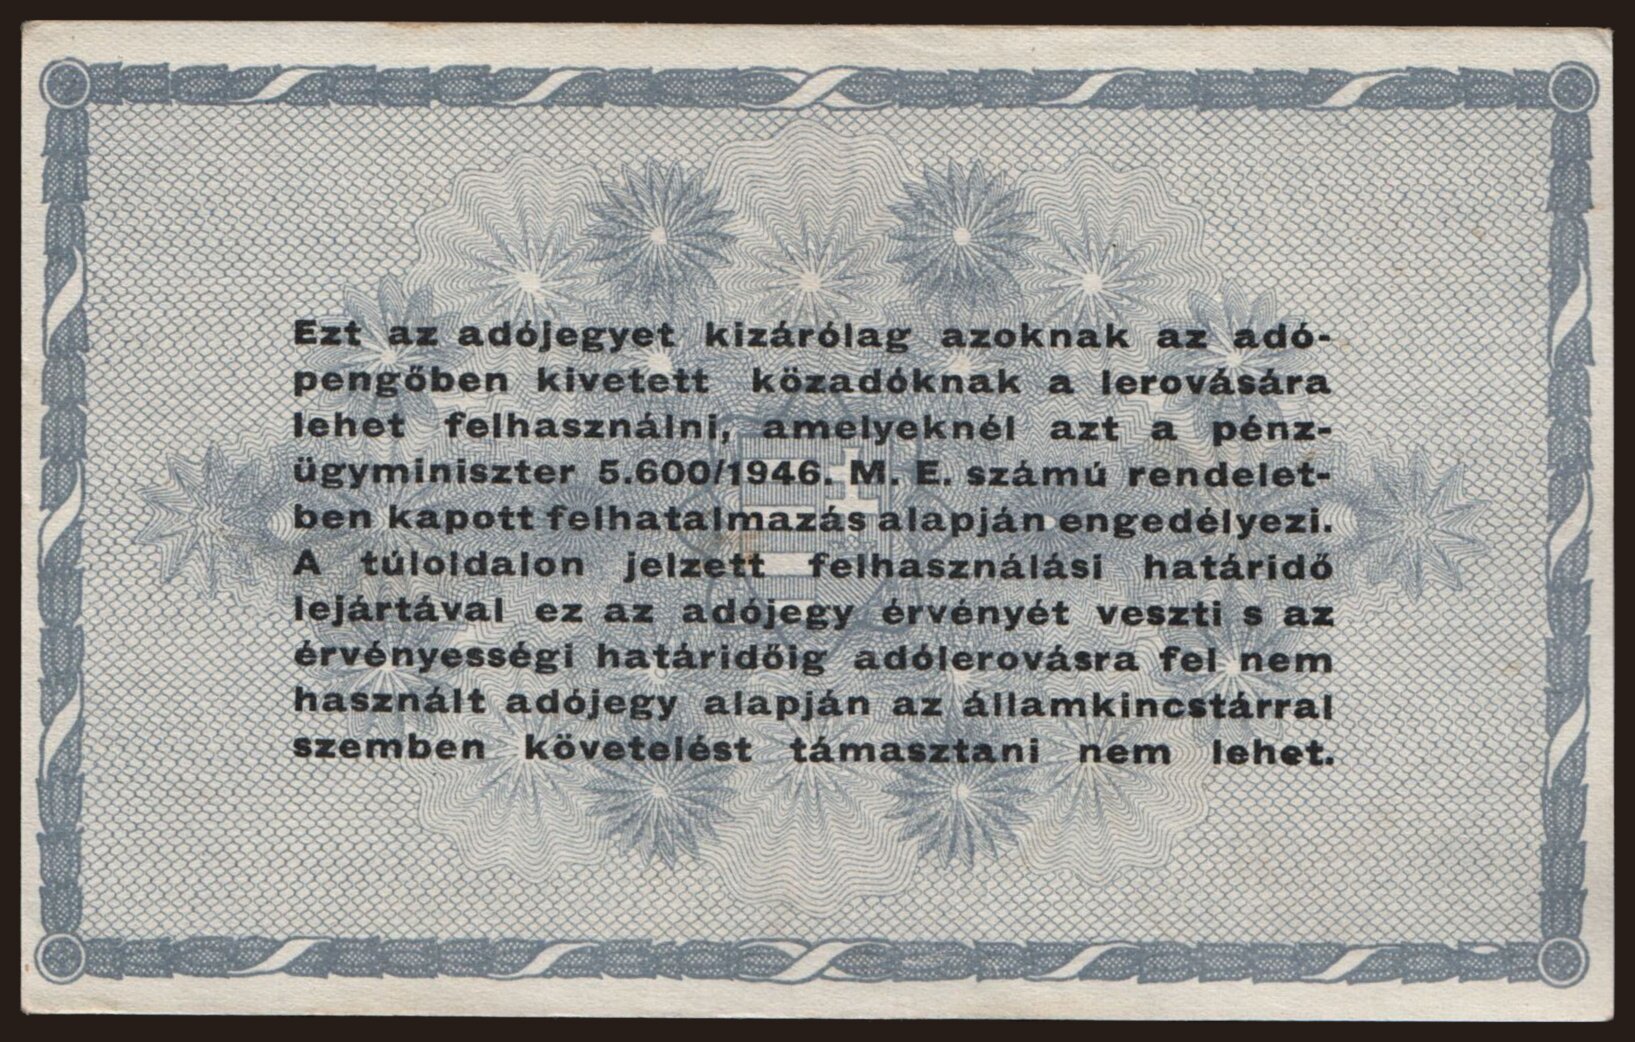 Ezt az adójegyet kizárólag azoknak az adó-
pengőben kivetett közadóknak a lerovására
lehet felhasználni, amelyeknél azt a pénz-
ügyminiszter 5.600/1946. M. E. számú rendelet-
ben kapott felhatalmazás alapján engedélyezi.
A túloldalon jelzett felhasználási határidő
lejártával ez az adójegy érvényét veszti s az
érvényességi határidőig adólerovásra fel nem
használt adójegy alapján az államkincstárral
szemben követelést támasztani nem lehet.